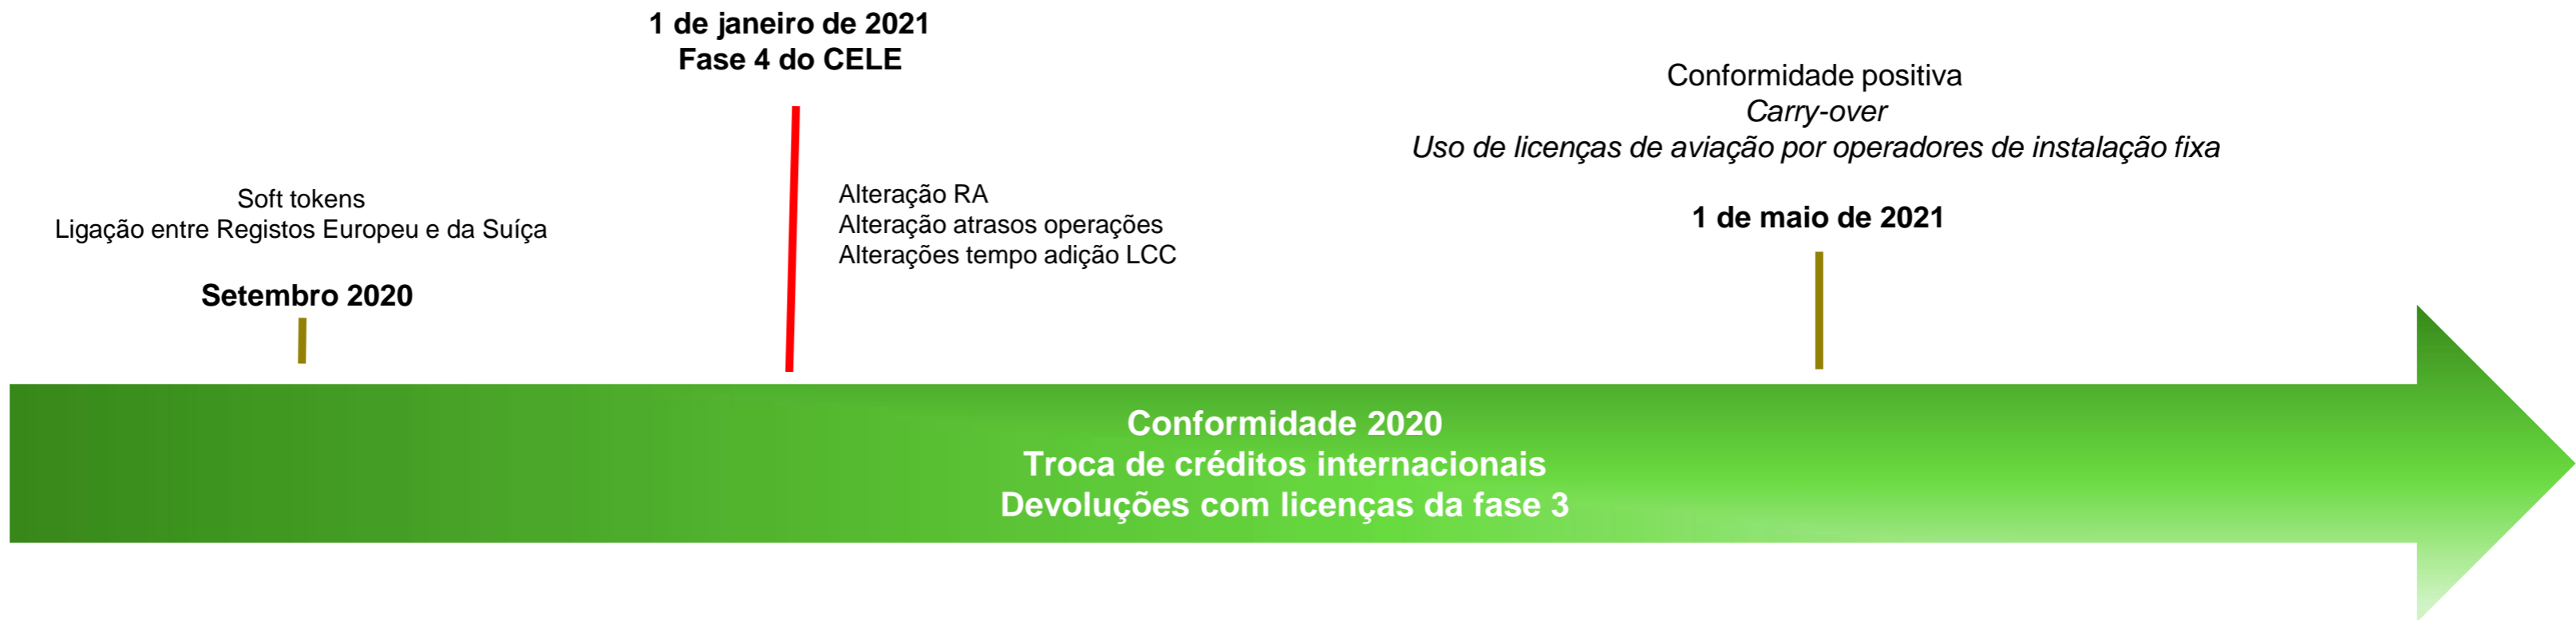 1 de janeiro de 2021
Fase 4 do CELE
Soft tokens
Ligação entre Registos Europeu e da Suíça
Setembro 2020
Alteração RA
Alteração atrasos operações
Alterações tempo adição LCC
Conformidade positiva
Carry-over
Uso de licenças de aviação por operadores de instalação fixa
1 de maio de 2021
Conformidade 2020
Troca de créditos internacionais
Devoluções com licenças da fase 3